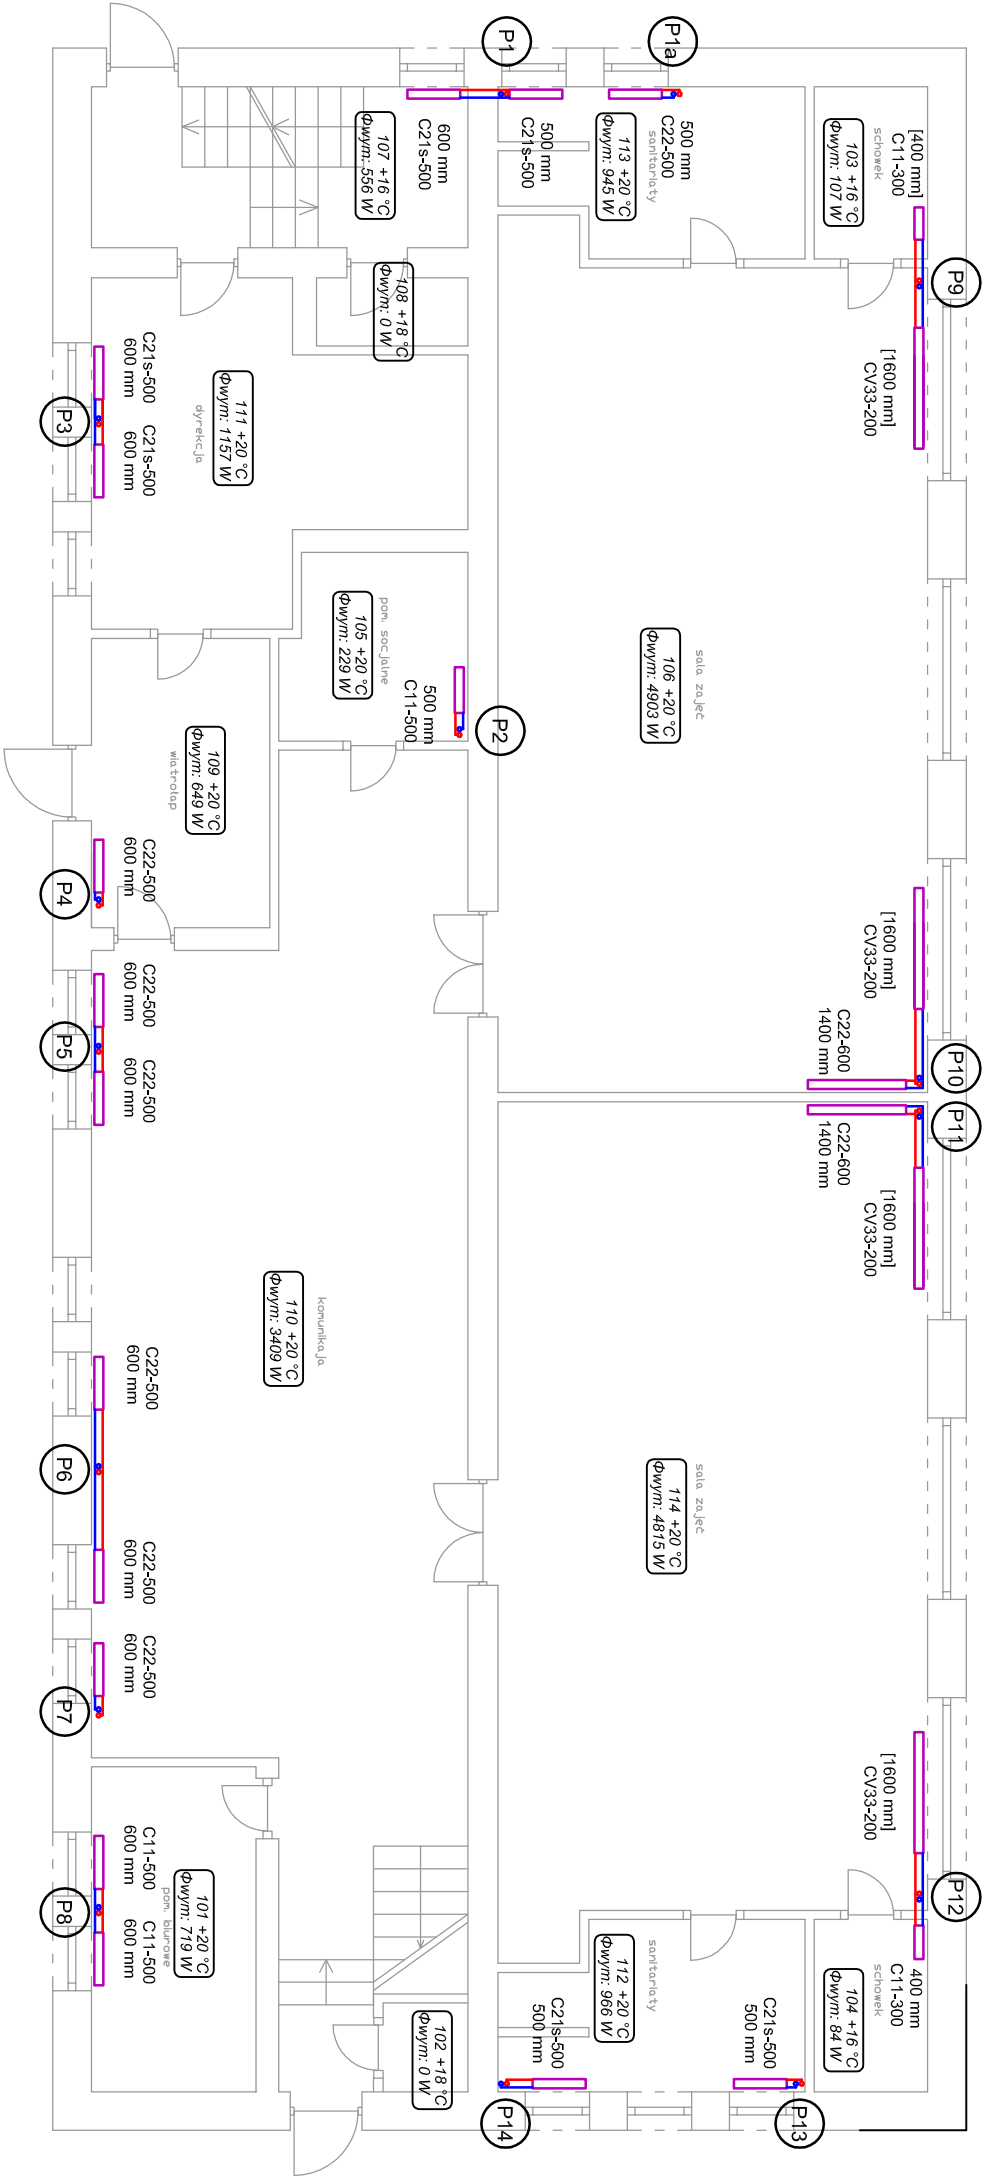 P1
P1a
600 mm
C21s-500
500 mm
C21s-500
500 mm
C22-500
107 +16 °C
Φwym: 556 W
113 +20 °C
Φwym: 945 W
sanitariaty
103 +16 °C
Φwym: 107 W
schowek
[400 mm]
C11-300
P9
[1600 mm]
CV33-200
108 +18 °C
Φwym: 0 W
C21s-500
600 mm
P3
C21s-500
600 mm
111 +20 °C
Φwym: 1157 W
dyrekcja
105 +20 °C
Φwym: 229 W
pom. socjalne
500 mm
C11-500
P2
106 +20 °C
Φwym: 4903 W
sala zajęć
109 +20 °C
Φwym: 649 W
wiatrołap
C22-500
600 mm
P4
[1600 mm]
CV33-200
C22-600
1400 mm
P10
C22-500
600 mm
P5
C22-500
600 mm
P11
C22-600
1400 mm
[1600 mm]
CV33-200
110 +20 °C
Φwym: 3409 W
komunikaja
C22-500
600 mm
P6
C22-500
600 mm
114 +20 °C
Φwym: 4815 W
sala zajęć
C22-500
600 mm
P7
[1600 mm]
CV33-200
P12
C11-500
600 mm
P8
C11-500
600 mm
101 +20 °C
Φwym: 719 W
pom. biurowe
102 +18 °C
Φwym: 0 W
112 +20 °C
Φwym: 966 W
sanitariaty
104 +16 °C
Φwym: 84 W
schowek
400 mm
C11-300
C21s-500
500 mm
C21s-500
500 mm
P14
P13